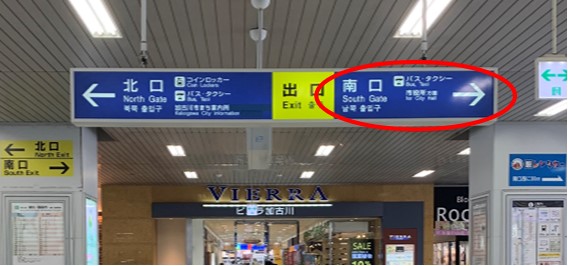 北口
North Gate
북쪽 출입구
コインロッカー
Coin Lockers
バス・タクシー
Bus, Taxi
加古川まち案内所
Kakogawa City Information
出口
Exit
南口
South Gate
남쪽 출입구
バス・タクシー
Bus, Taxi
市役所方面
for City Hall
北口
North Exit
南口
South Exit
VIERRA
ビエラ加古川
SALE